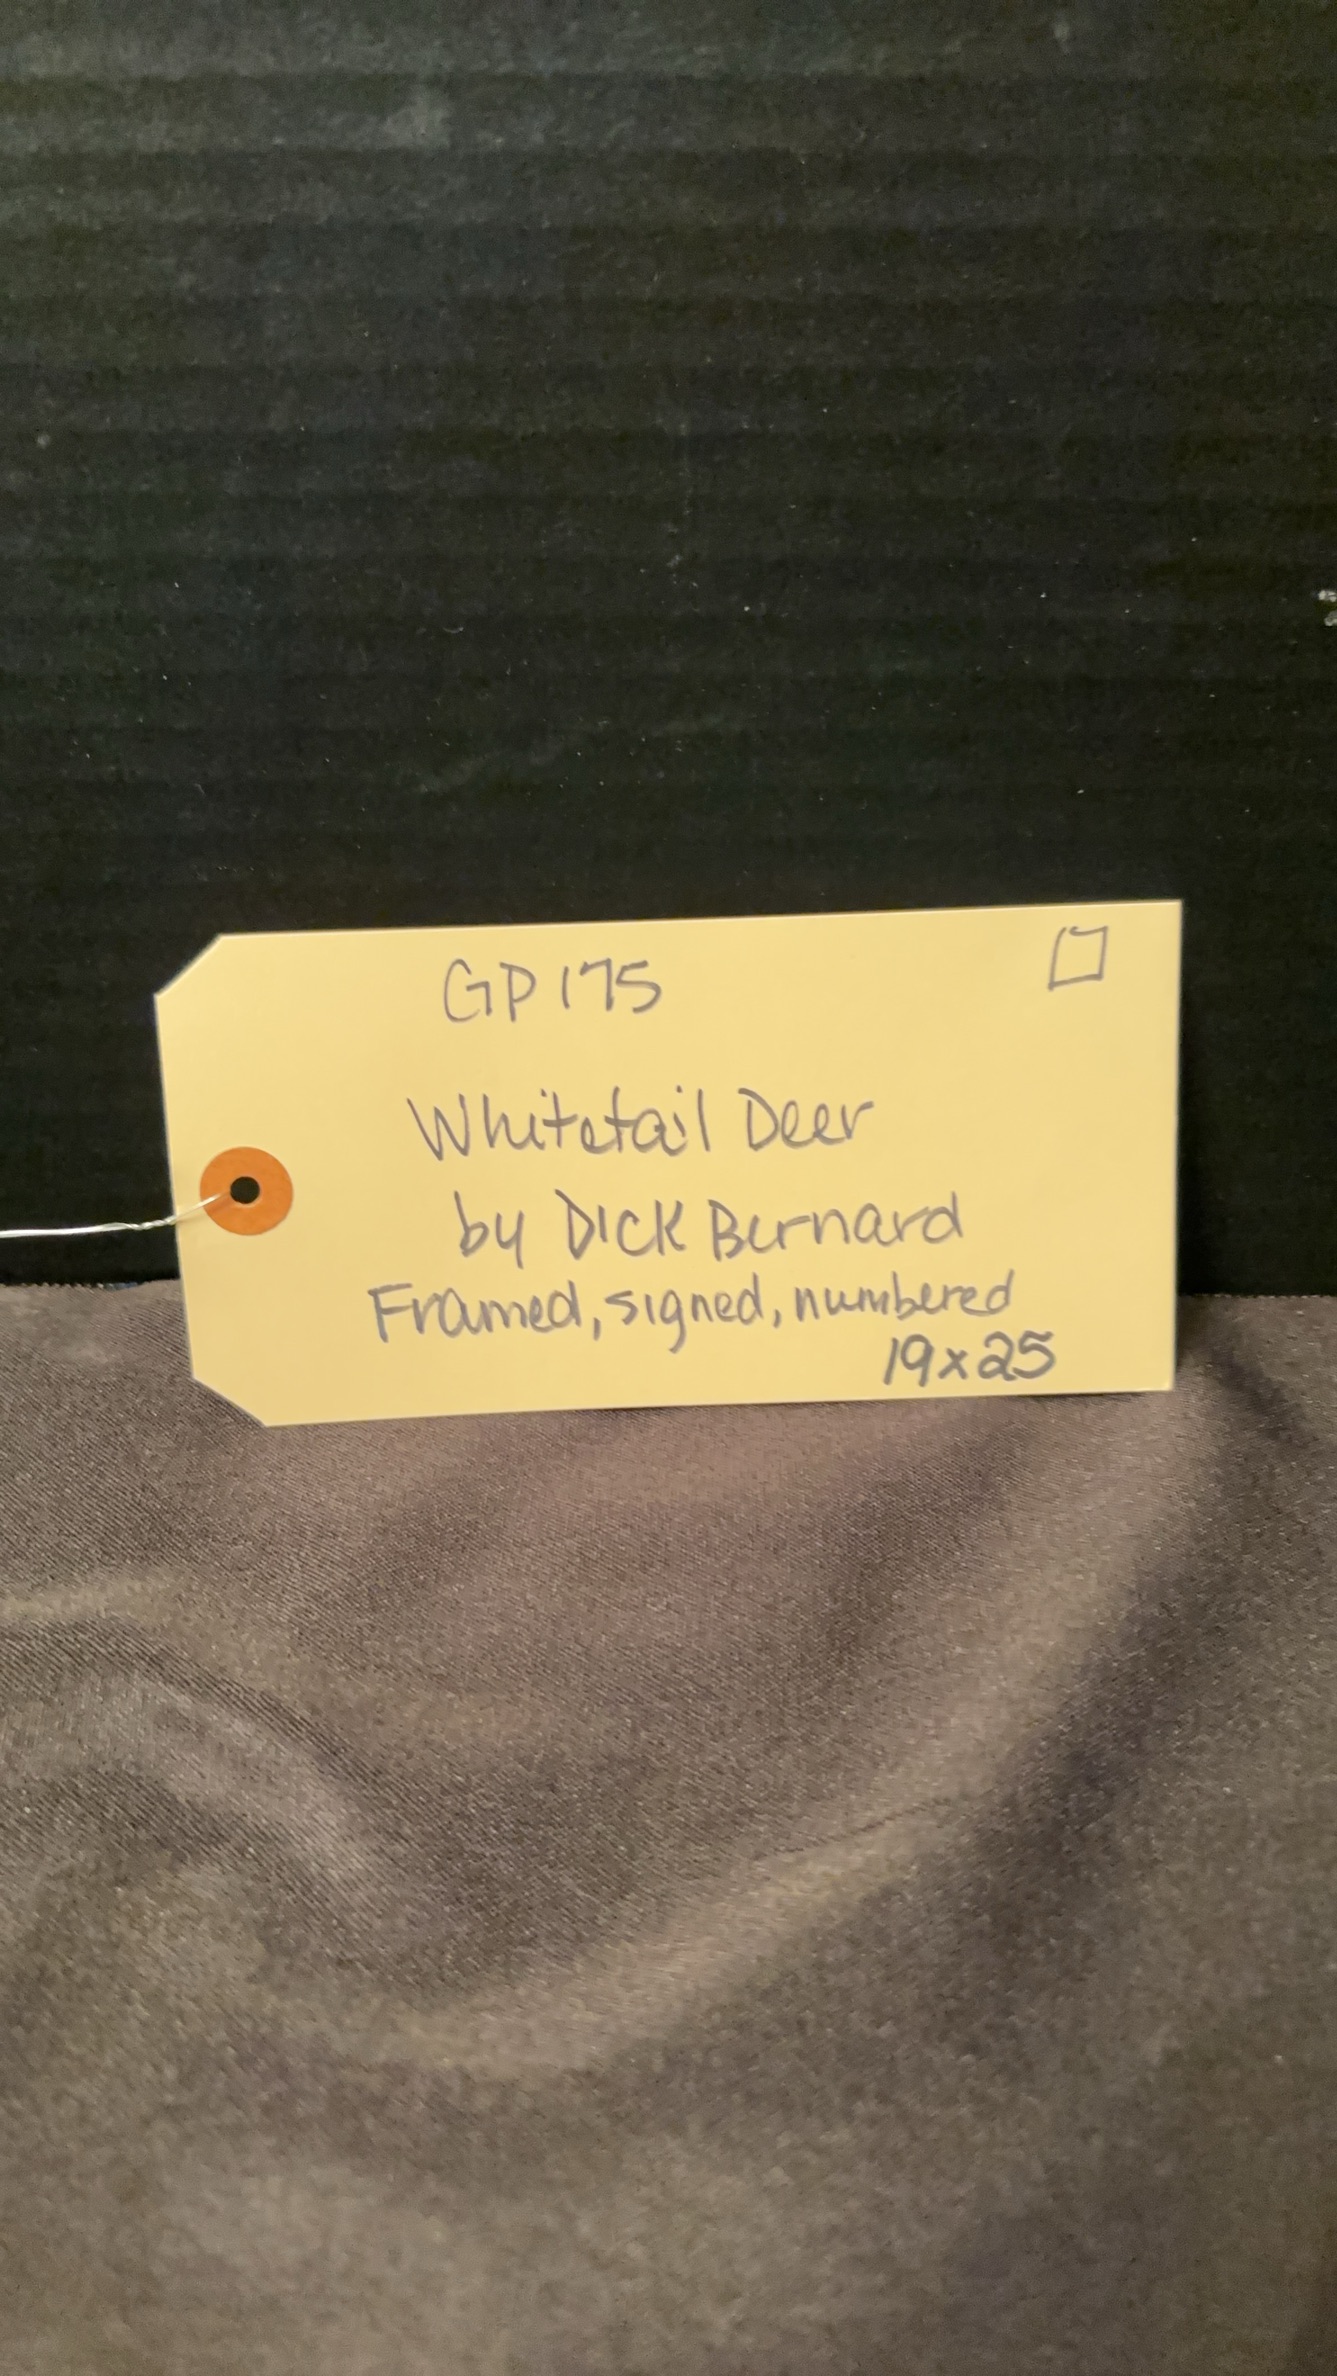 GP175
Whitetail Deer
by Dick Bernard
Framed, signed, numbered
19x25